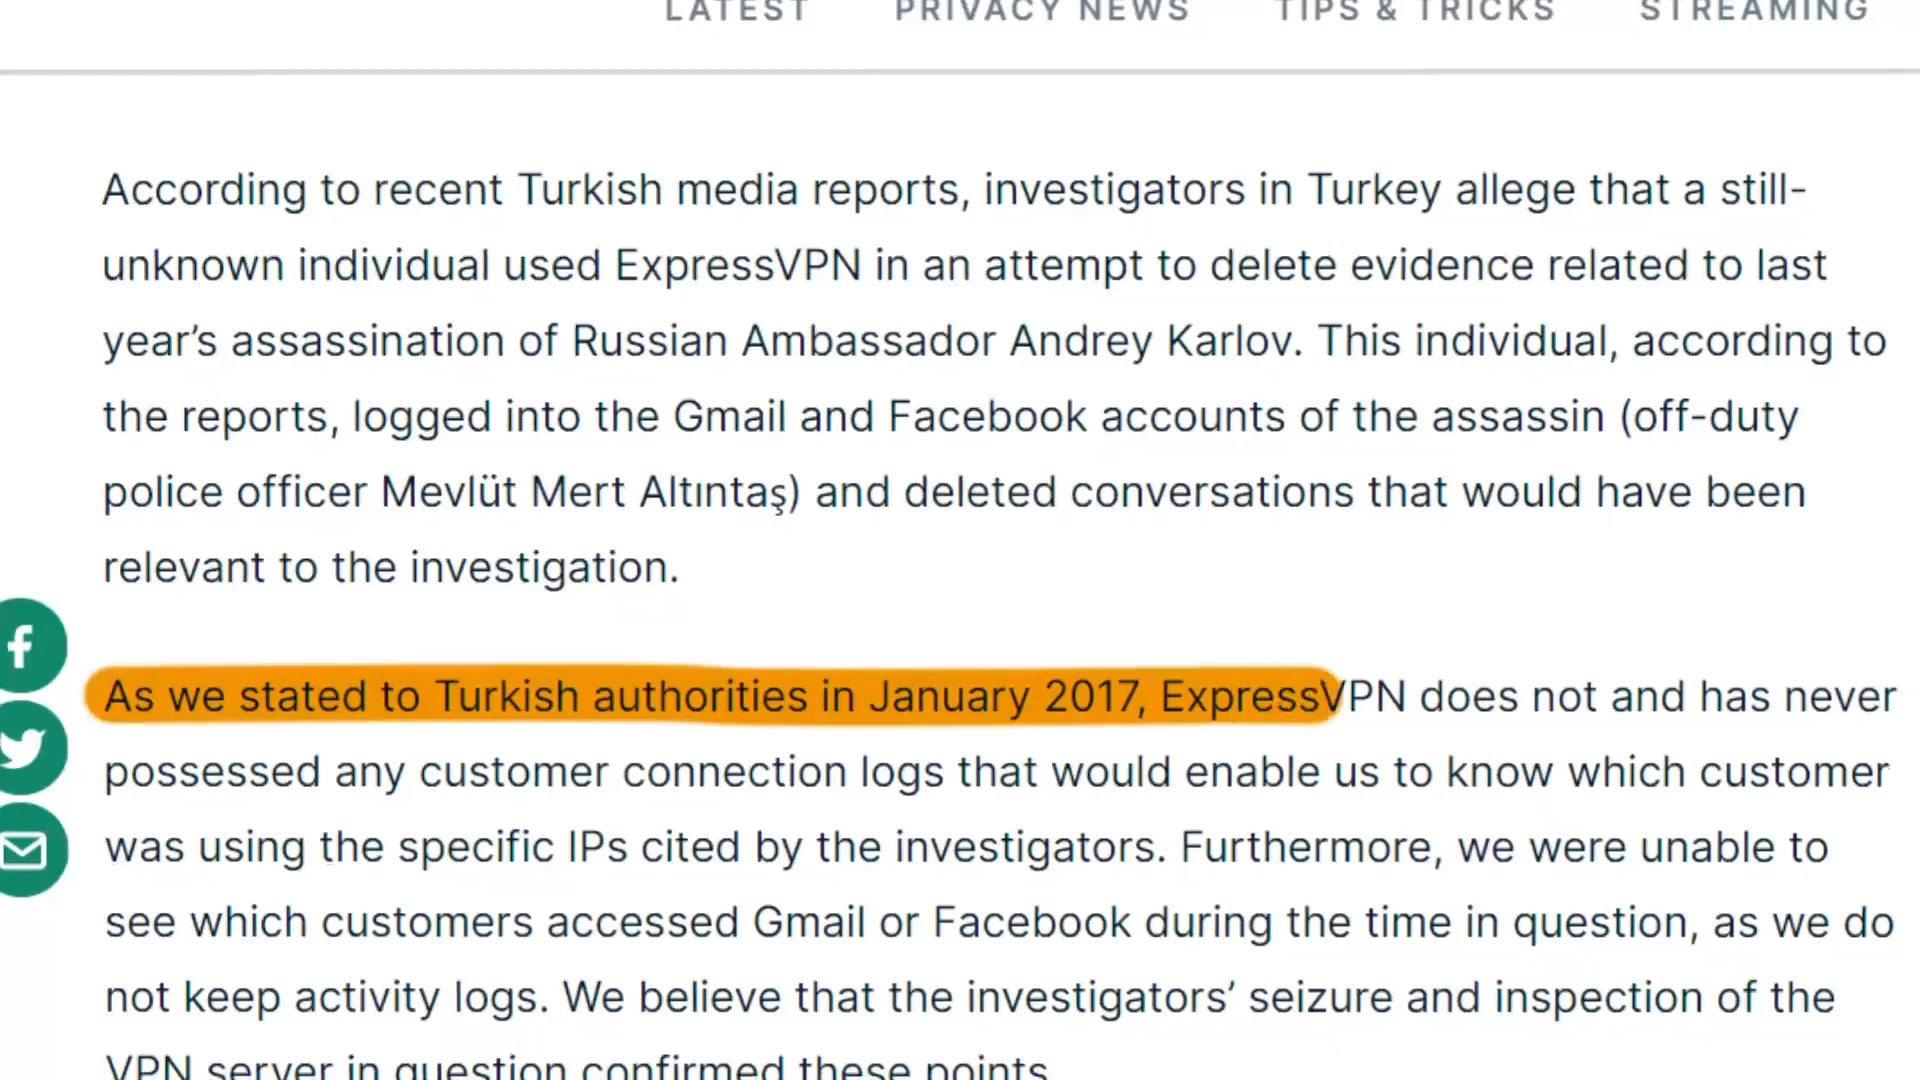 LATEST PRIVACY NEWS TIPS & TRICKS STREAMING
According to recent Turkish media reports, investigators in Turkey allege that a still-
unknown individual used ExpressVPN in an attempt to delete evidence related to last
year’s assassination of Russian Ambassador Andrey Karlov. This individual, according to
the reports, logged into the Gmail and Facebook accounts of the assassin (off-duty
police officer Mevlüt Mert Altıntaş) and deleted conversations that would have been
relevant to the investigation.
As we stated to Turkish authorities in January 2017, ExpressVPN does not and has never
possessed any customer connection logs that would enable us to know which customer
was using the specific IPs cited by the investigators. Furthermore, we were unable to
see which customers accessed Gmail or Facebook during the time in question, as we do
not keep activity logs. We believe that the investigators’ seizure and inspection of the
VPN server in question confirmed these points.